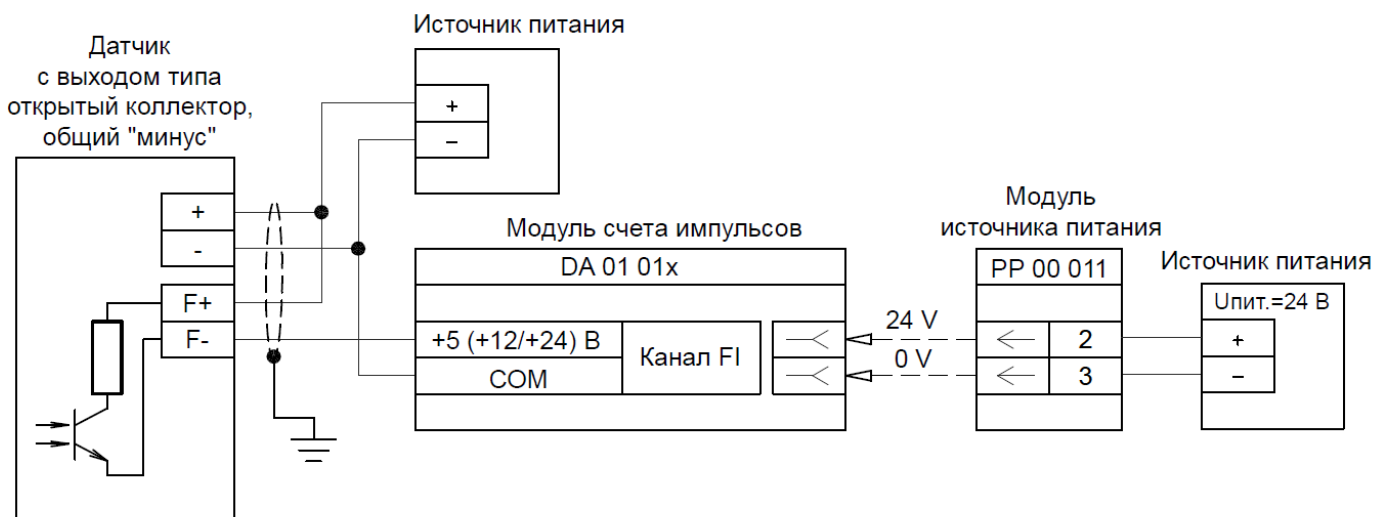 Источник питания
Датчик
с выходом типа
открытый коллектор,
общий "минус"
+
–
+
-
F+
F-
Модуль счета импульсов
DA 01 01x
+5 (+12/+24) В
COM
Канал FI
24 V
0 V
Модуль
источника питания
PP 00 011
2
3
Источник питания
Uпит.=24 В
+
–